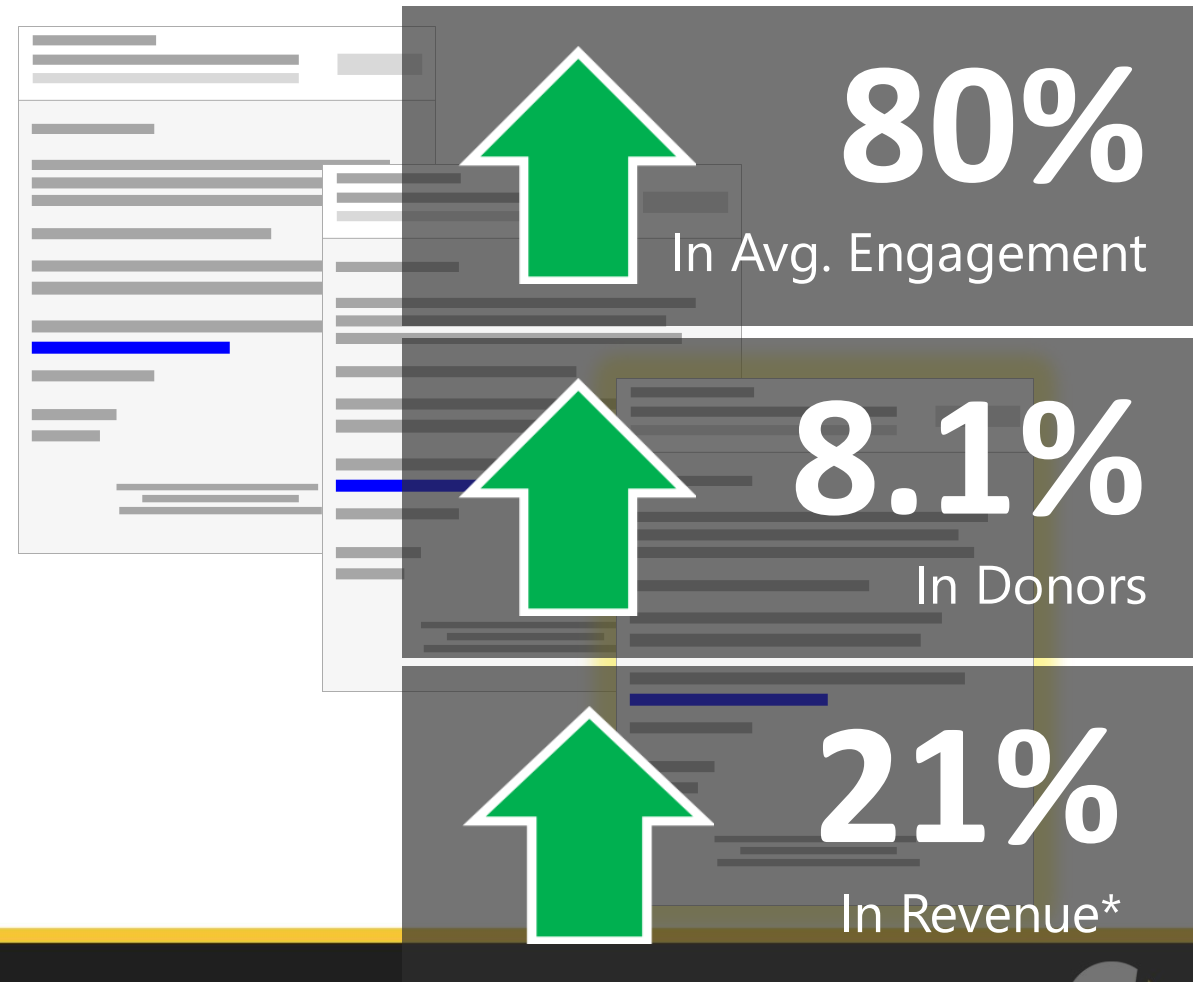 80%
In Avg. Engagement
8.1%
In Donors
21%
In Revenue*